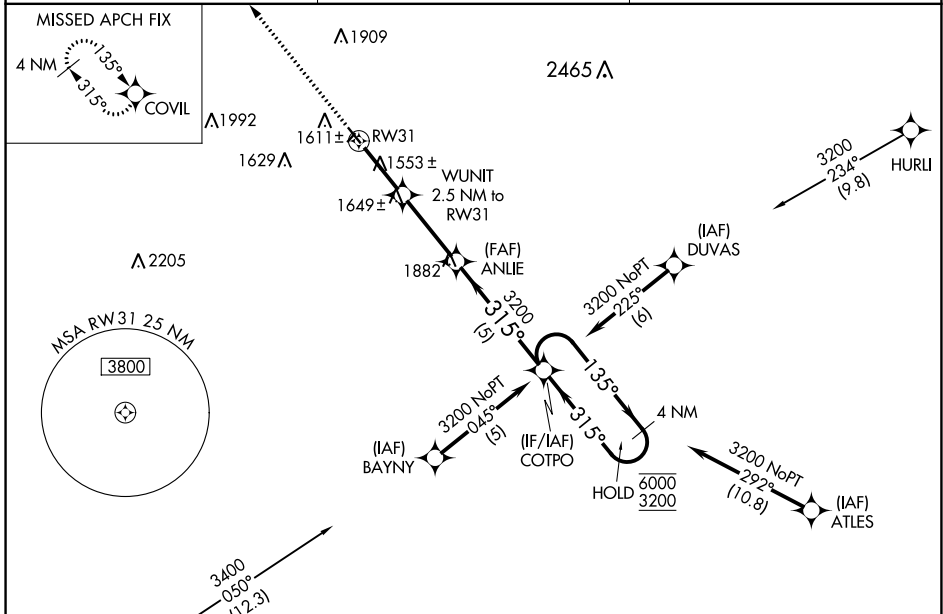 MISSED APCH FIX
4 NM
135°
315°
COVIL
1909
2465
1992
1611± RW31
1629
1553 ±
WUNIT
2.5 NM to
RW31
1649±
3200
234°
(9.8)
HURLI
(IAF)
DUVAS
3200 NoPT
225°
(6)
(FAF)
ANLIE
1882
2205
3200
315°
(5)
MSA RW31 25 NM
3800
135°
315°
4 NM
3200 NoPT
045°
(5)
(IAF)
BAYNY
(IF/IAF)
COTPO
HOLD
6000
3200
3200 NoPT
292°
(10.8)
(IAF)
ATLES
3400
050°
(12.3)